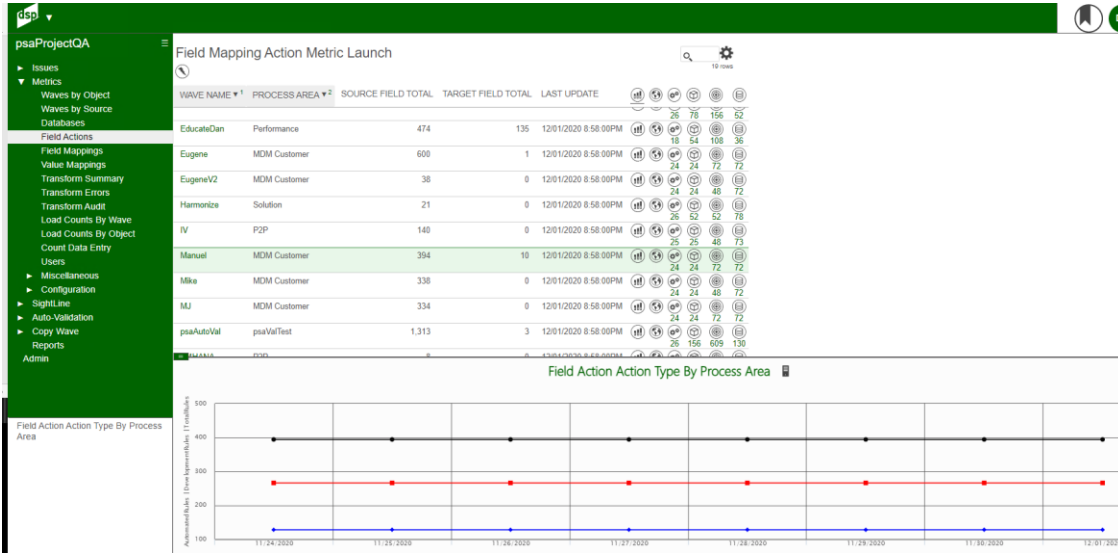 dsp
psaProjectQA
Issues
Metrics
Waves by Object
Waves by Source
Databases
Field Actions
Field Mappings
Value Mappings
Transform Summary
Transform Errors
Transform Audit
Load Counts By Wave
Load Counts By Object
Count Data Entry
Users
Miscellaneous
Configuration
SightLine
Auto-Validation
Copy Wave
Reports
Admin
Field Action Action Type By Process
Area
Field Mapping Action Metric Launch
10 rows
WAVE NAME 1 PROCESS AREA 2 SOURCE FIELD TOTAL TARGET FIELD TOTAL LAST UPDATE
26 78 156 52
EducateDan Performance 474 135 12/01/2020 8:58:00PM
18 54 108 36
Eugene MDM Customer 600 1 12/01/2020 8:58:00PM
24 24 72 72
EugeneV2 MDM Customer 38 0 12/01/2020 8:58:00PM
24 24 48 72
Harmonize Solution 21 0 12/01/2020 8:58:00PM
26 52 52 78
IV P2P 140 0 12/01/2020 8:58:00PM
25 25 48 73
Manuel MDM Customer 394 10 12/01/2020 8:58:00PM
24 24 72 72
Mike MDM Customer 338 0 12/01/2020 8:58:00PM
24 24 48 72
MJ MDM Customer 334 0 12/01/2020 8:58:00PM
24 24 72 72
psaAutoVal psaValTest 1,313 3 12/01/2020 8:58:00PM
26 156 609 130
Field Action Action Type By Process Area
AutomatedRules | DevelopmentRules | TotalRules
500
400
300
200
100
11/24/2020 11/25/2020 11/26/2020 11/27/2020 11/28/2020 11/29/2020 11/30/2020 12/01/202